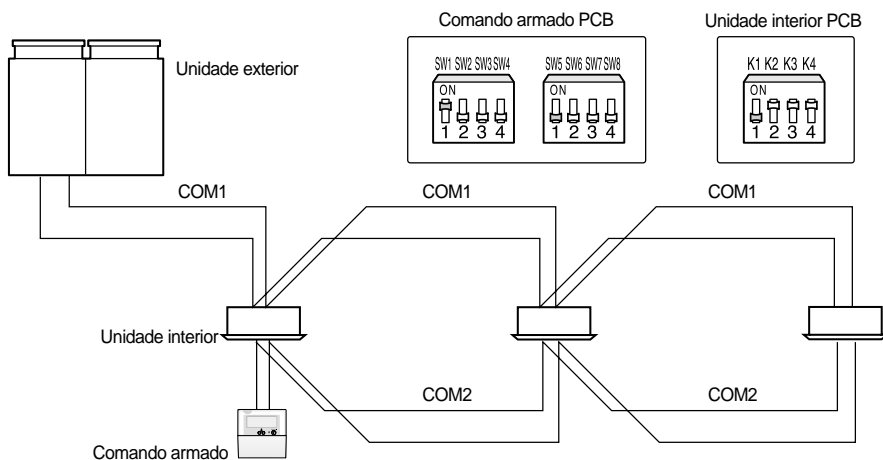 Comando armado PCB
Unidade interior PCB
SW1 SW2 SW3 SW4
SW5 SW6 SW7 SW8
K1 K2 K3 K4
ON
ON
ON
1 2 3 4
1 2 3 4
1 2 3 4
Unidade exterior
COM1
COM1
COM1
Unidade interior
COM2
COM2
Comando armado